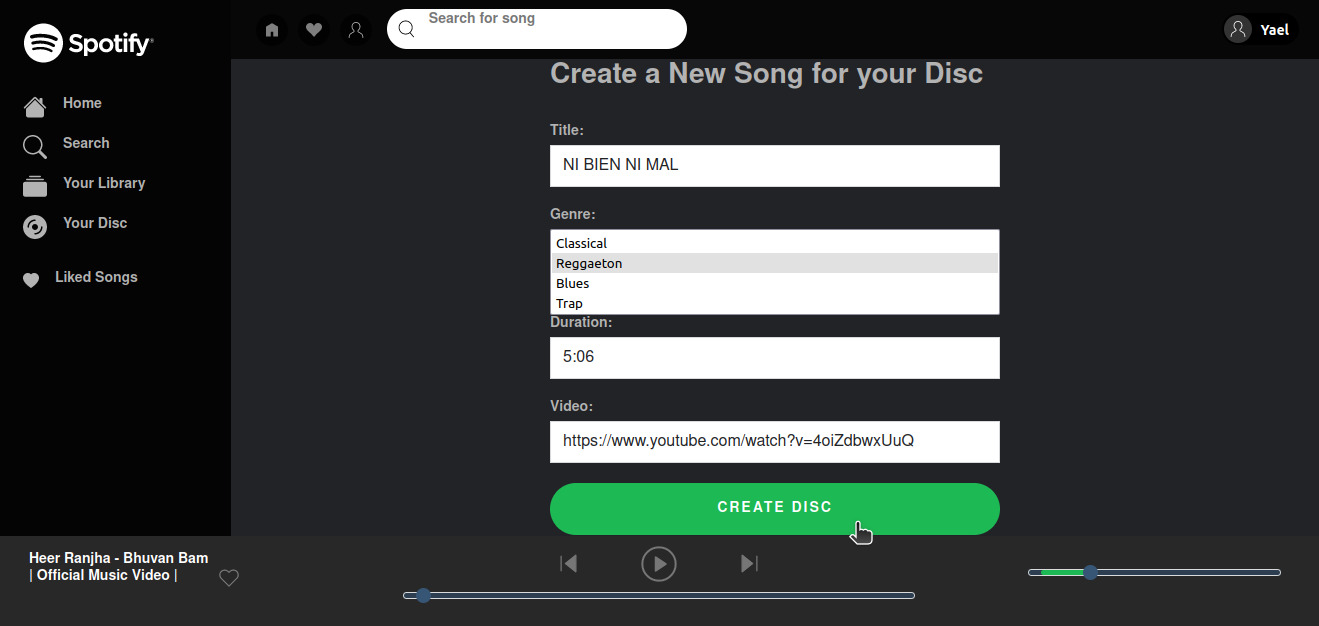 Spotify
Search for song
Yael
Home
Search
Your Library
Your Disc
Liked Songs
Create a New Song for your Disc
Title:
NI BIEN NI MAL
Genre:
Classical
Reggaeton
Blues
Trap
Duration:
5:06
Video:
https://www.youtube.com/watch?v=4oiZdbwxUuQ
CREATE DISC
Heer Ranjha - Bhuvan Bam
| Official Music Video |